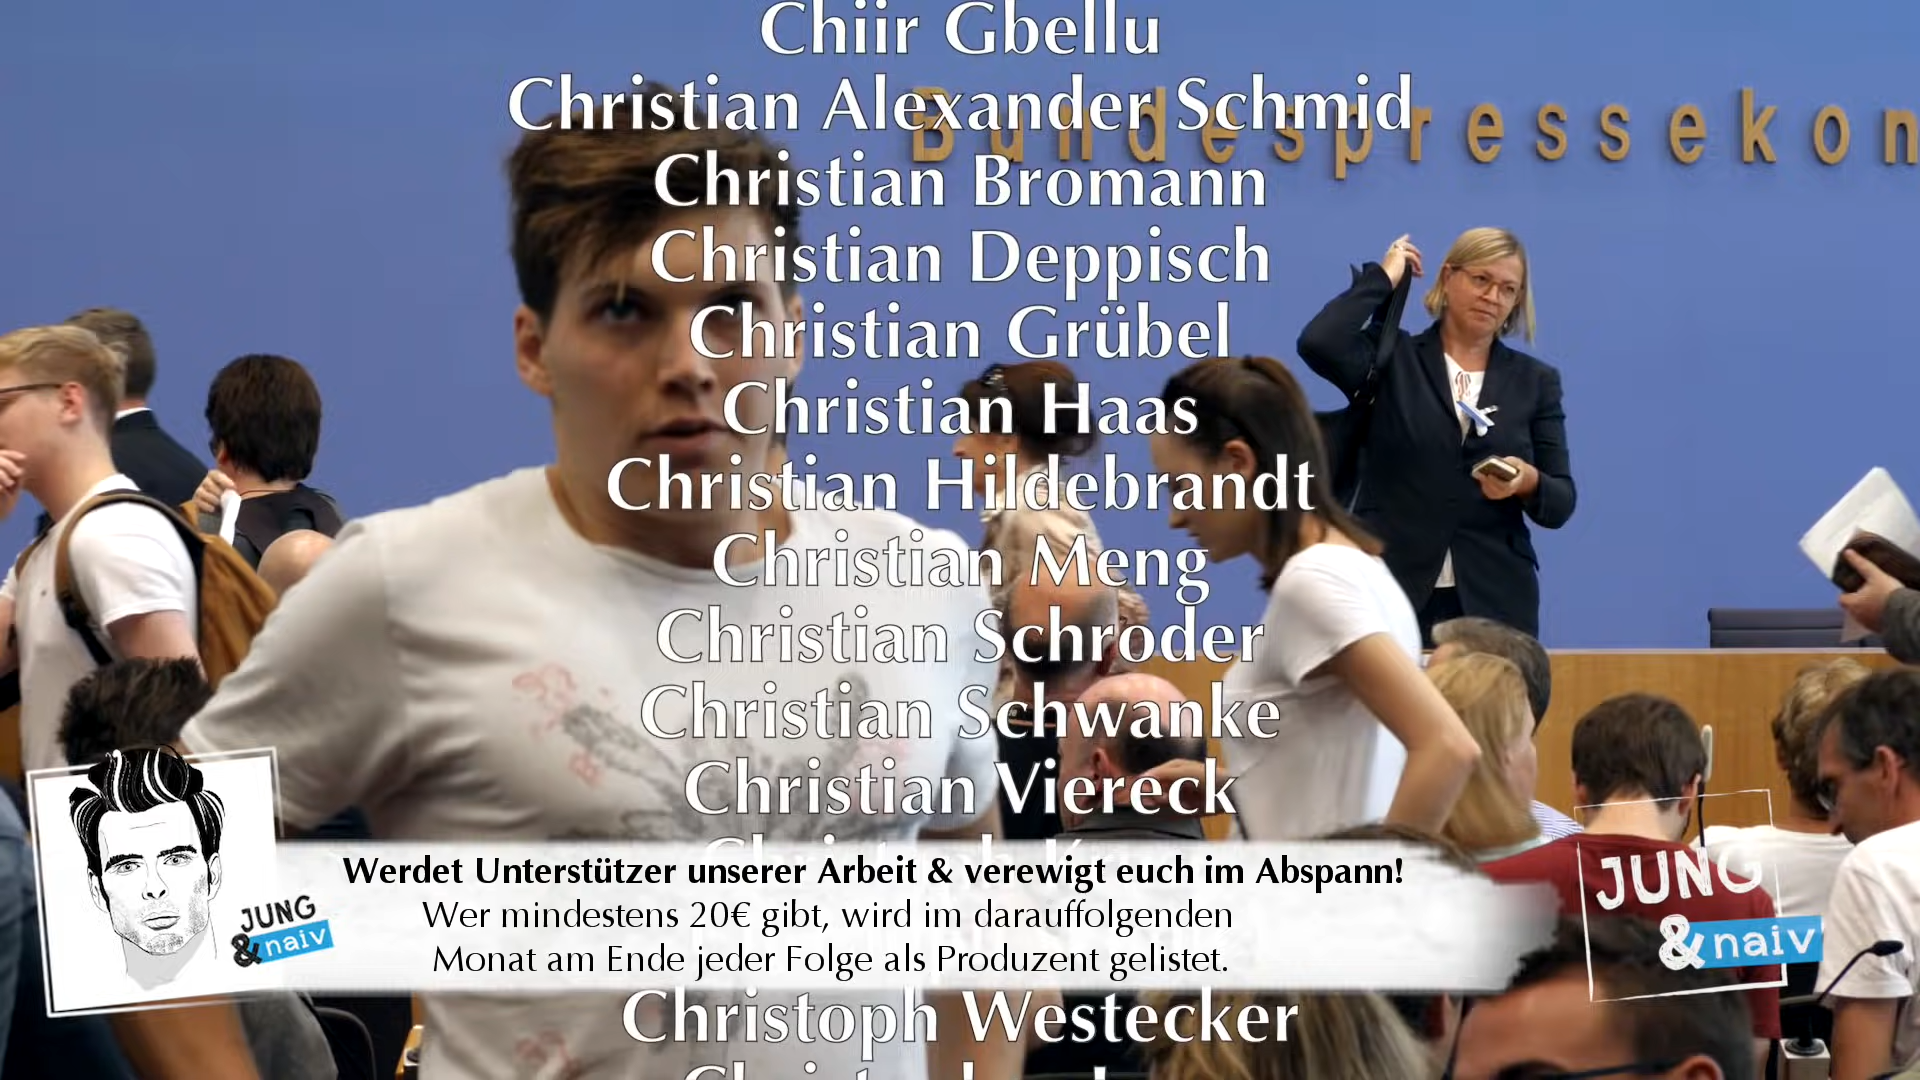 Chiir Gbellu
Christian Alexander Schmid
Bundespressekon
Christian Bromann
Christian Deppisch
Christian Grübel
Christian Haas
Christian Hildebrandt
Christian Meng
Christian Schroder
Christian Schwanke
Christian Viereck
Werdet Unterstützer unserer Arbeit & verewigt euch im Abspann!
Wer mindestens 20€ gibt, wird im darauffolgenden
Monat am Ende jeder Folge als Produzent gelistet.
JUNG
& naiv
JUNG
& naiv
Christoph Westecker